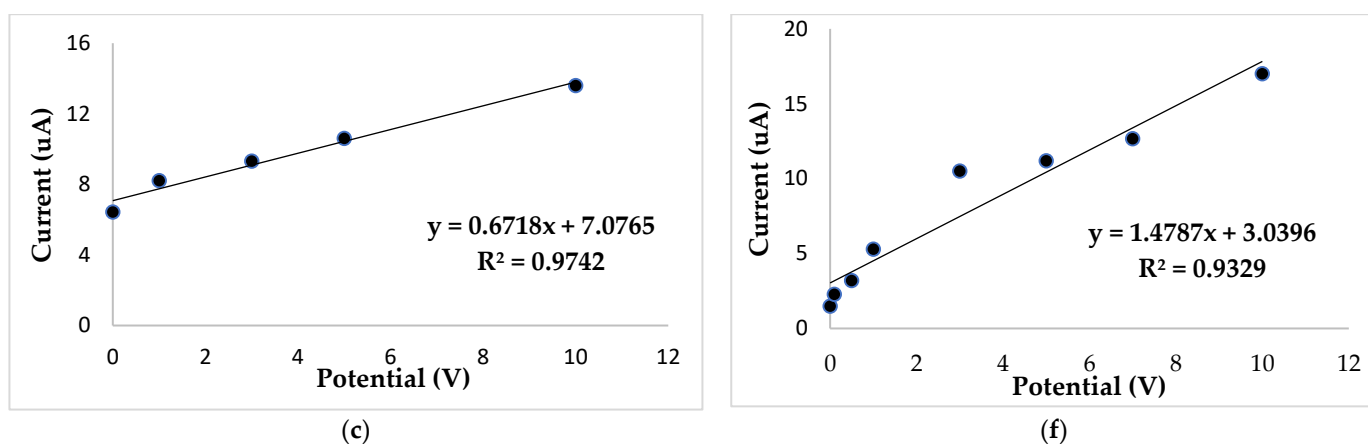 16
12
8
4
0
Current (uA)
y = 0.6718x + 7.0765
R² = 0.9742
0 2 4 6 8 10 12
Potential (V)
(c)
20
15
10
5
0
Current (uA)
y = 1.4787x + 3.0396
R² = 0.9329
0 2 4 6 8 10 12
Potential (V)
(f)